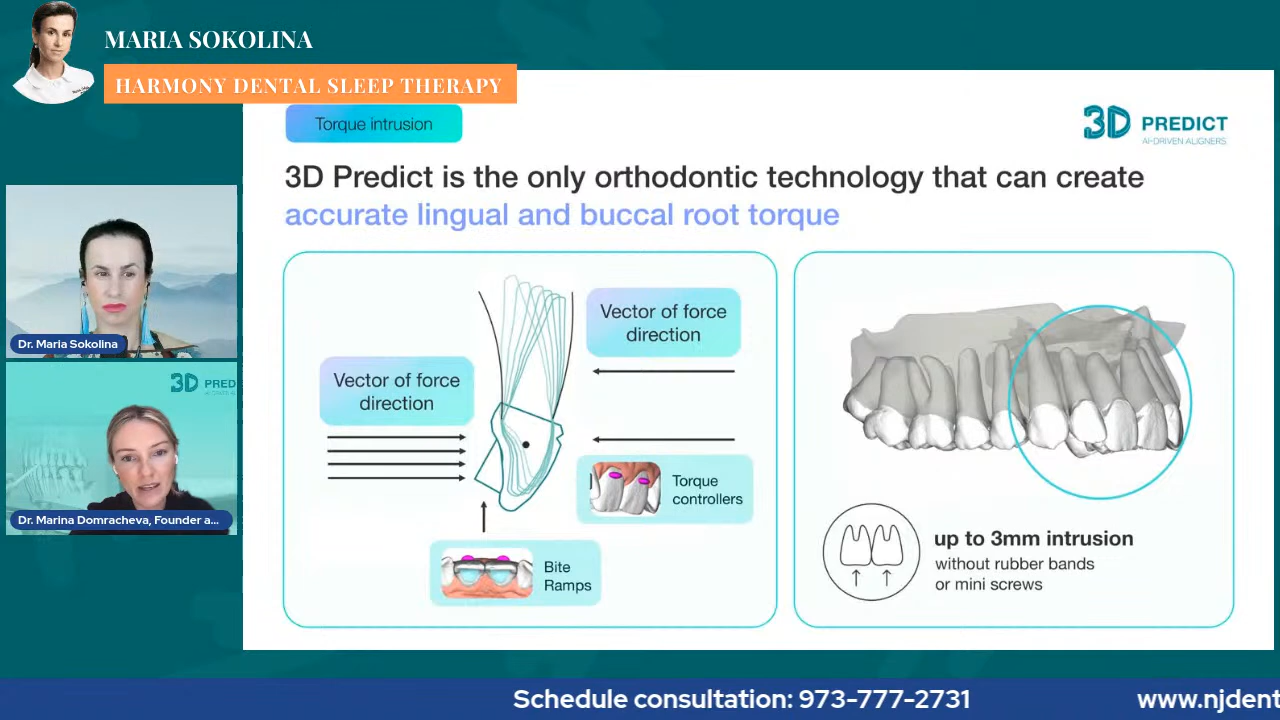 MARIA SOKOLINA
HARMONY DENTAL SLEEP THERAPY
Torque intrusion
3D PREDICT
AI-DRIVEN ALIGNERS
3D Predict is the only orthodontic technology that can create
accurate lingual and buccal root torque
Vector of force
direction
Vector of force
direction
Torque
controllers
Bite
Ramps
up to 3mm intrusion
without rubber bands
or mini screws
Dr. Maria Sokolina
3D PRED
Dr. Marina Domracheva, Founder a...
Schedule consultation: 973-777-2731
www.njdent